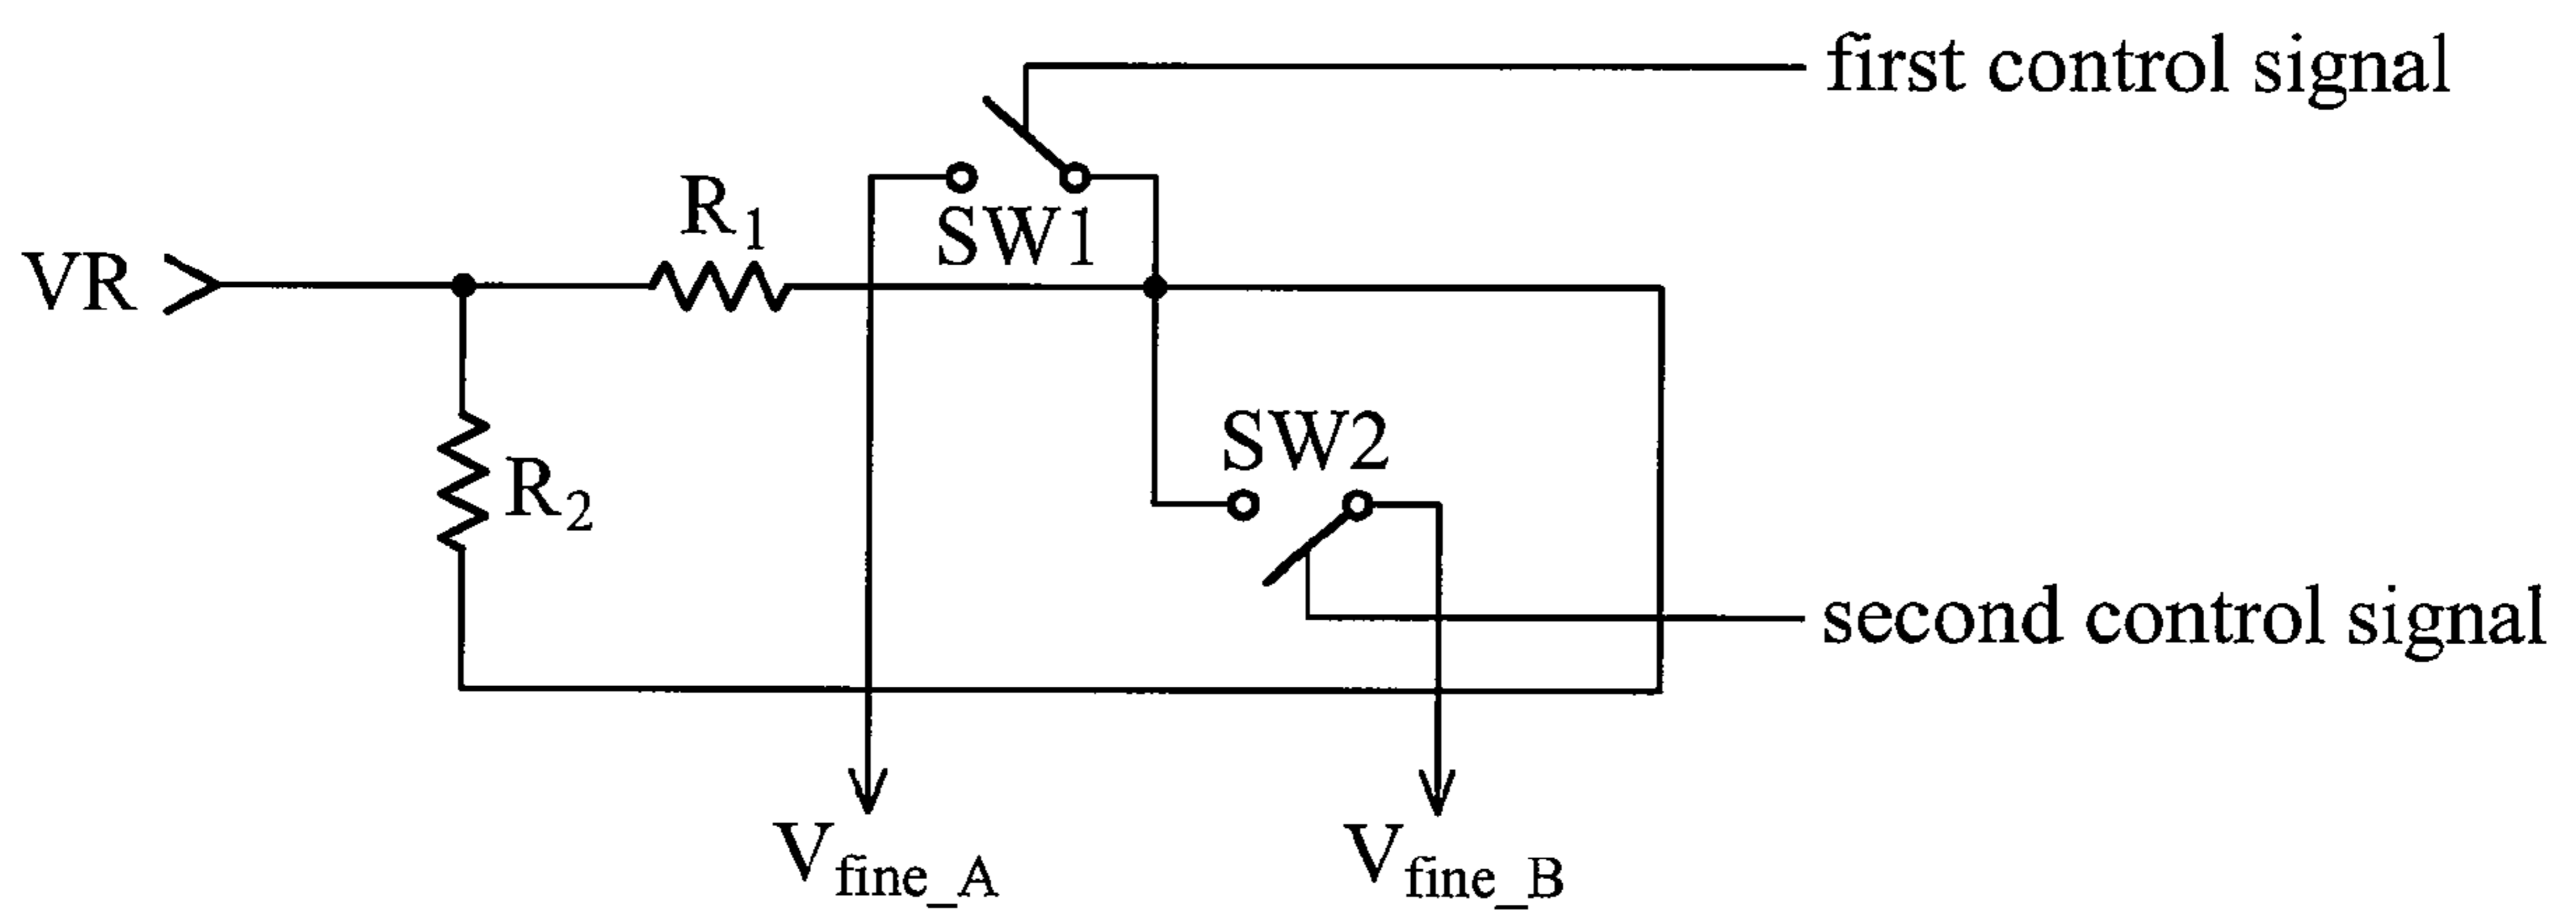 first control signal
R1
SW1
VR
SW2
R2
second control signal
Vfine_A
Vfine_B